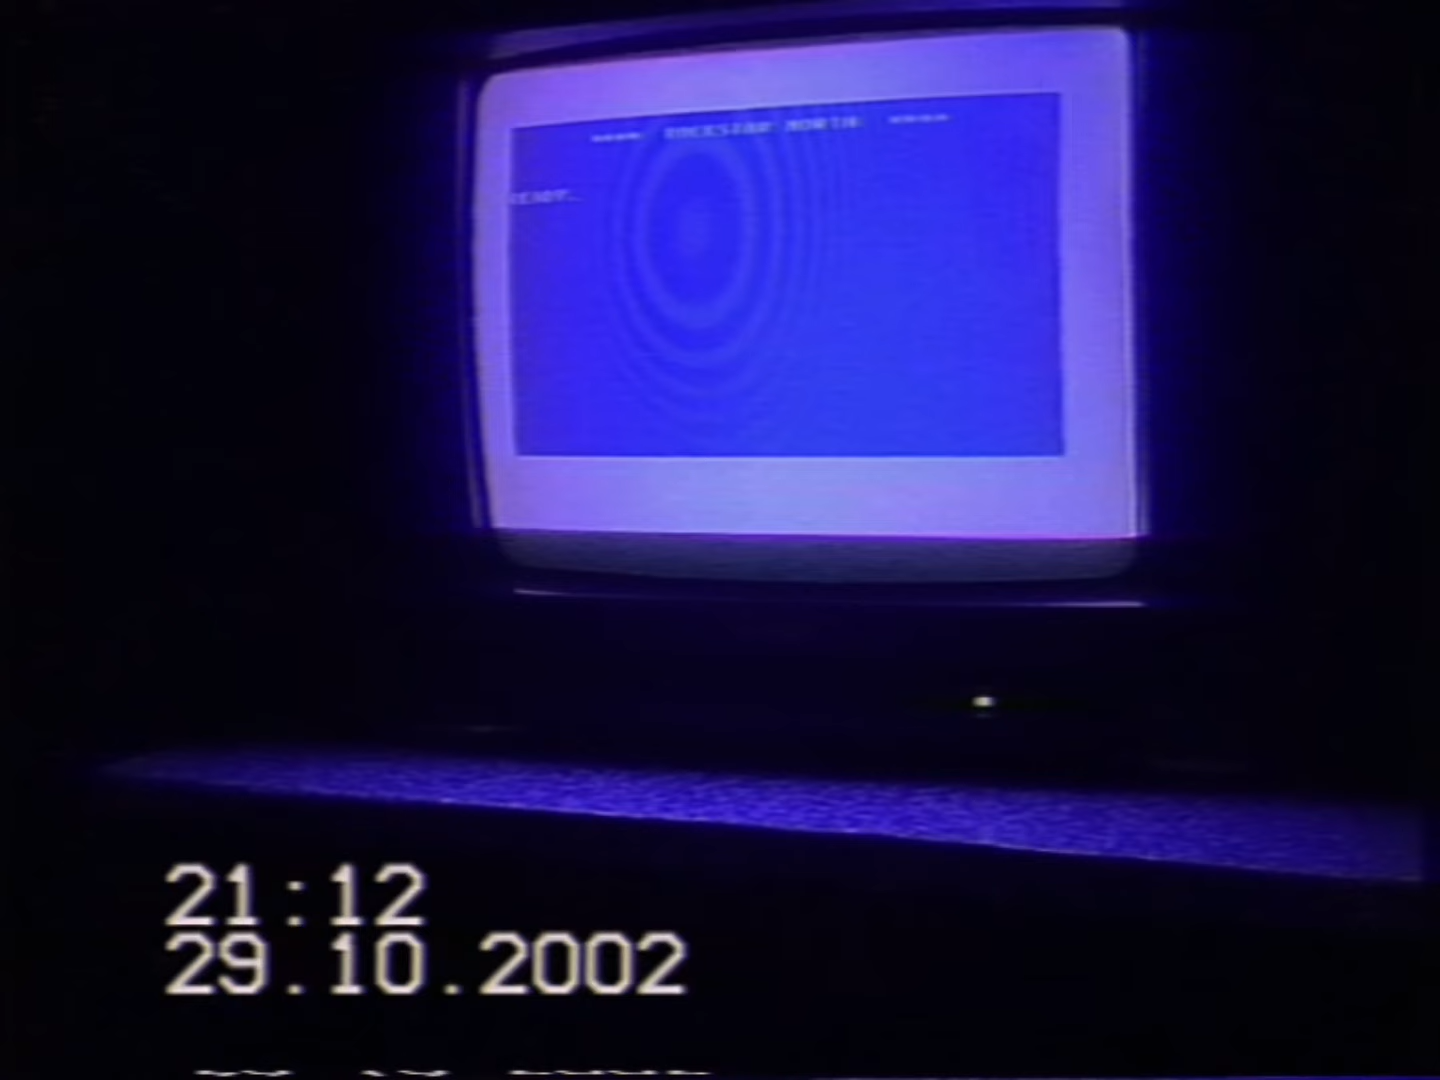 **** ROCKSTAR NORTH ****
READY.
21:12
29.10.2002